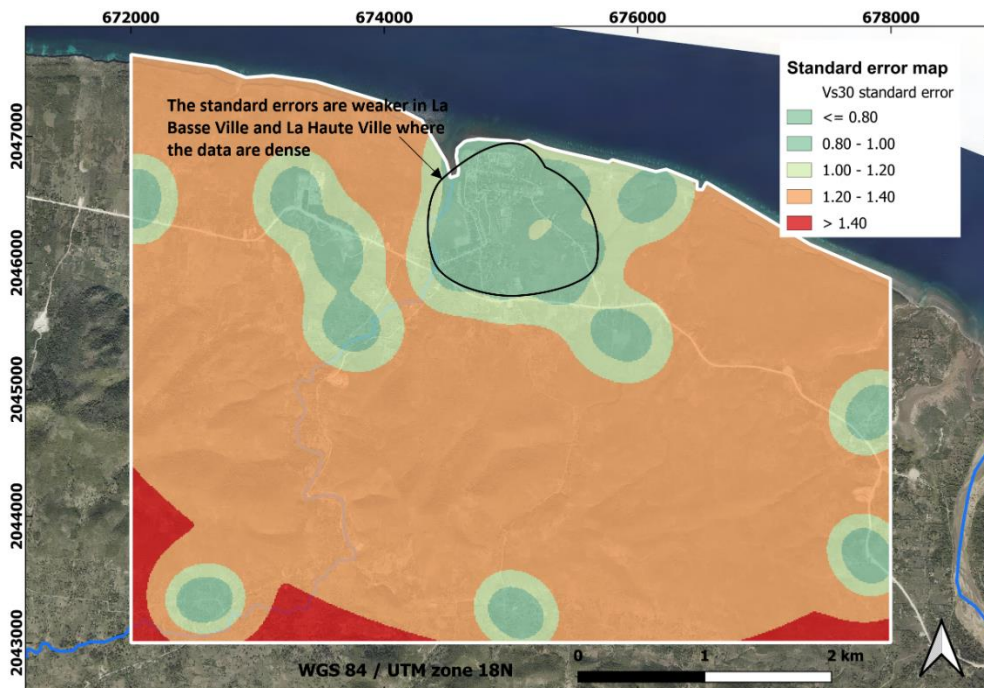 672000 674000 676000 678000
Standard error map
Vs30 standard error
<= 0.80
0.80 - 1.00
1.00 - 1.20
1.20 - 1.40
> 1.40
The standard errors are weaker in La
Basse Ville and La Haute Ville where
the data are dense
2047000
2046000
2045000
2044000
2043000
WGS 84 / UTM zone 18N
0 1 2 km